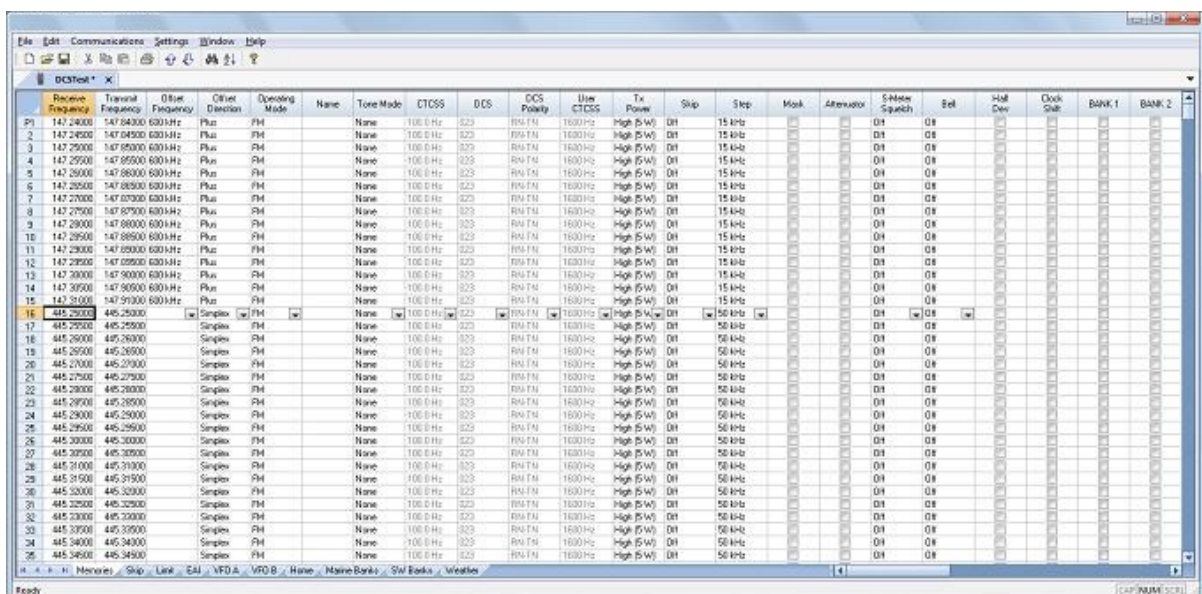 File Edit Communications Settings Window Help
DCSTest *
Receive Frequency Transmit Frequency Offset Frequency Offset Direction Operating Mode Name Tone Mode CTCSS DCS DCS Polarity User CTCSS Tx Power Skip Step Mask Attenuator S-Meter Squelch Bell Half Dev Clock Shift BANK 1 BANK 2
147.24000 147.84000 600 kHz Plus FM None 100.0 Hz 023 RN-TN 1600 Hz High (5 W) Off 15 kHz Off Off
2 147.24500 147.84500 600 kHz Plus FM None 100.0 Hz 023 RN-TN 1600 Hz High (5 W) Off 15 kHz Off Off
3 147.25000 147.85000 600 kHz Plus FM None 100.0 Hz 023 RN-TN 1600 Hz High (5 W) Off 15 kHz Off Off
4 147.25500 147.85500 600 kHz Plus FM None 100.0 Hz 023 RN-TN 1600 Hz High (5 W) Off 15 kHz Off Off
5 147.26000 147.86000 600 kHz Plus FM None 100.0 Hz 023 RN-TN 1600 Hz High (5 W) Off 15 kHz Off Off
6 147.26500 147.86500 600 kHz Plus FM None 100.0 Hz 023 RN-TN 1600 Hz High (5 W) Off 15 kHz Off Off
7 147.27000 147.87000 600 kHz Plus FM None 100.0 Hz 023 RN-TN 1600 Hz High (5 W) Off 15 kHz Off Off
8 147.27500 147.87500 600 kHz Plus FM None 100.0 Hz 023 RN-TN 1600 Hz High (5 W) Off 15 kHz Off Off
9 147.28000 147.88000 600 kHz Plus FM None 100.0 Hz 023 RN-TN 1600 Hz High (5 W) Off 15 kHz Off Off
10 147.28500 147.88500 600 kHz Plus FM None 100.0 Hz 023 RN-TN 1600 Hz High (5 W) Off 15 kHz Off Off
11 147.29000 147.89000 600 kHz Plus FM None 100.0 Hz 023 RN-TN 1600 Hz High (5 W) Off 15 kHz Off Off
12 147.29500 147.89500 600 kHz Plus FM None 100.0 Hz 023 RN-TN 1600 Hz High (5 W) Off 15 kHz Off Off
13 147.30000 147.90000 600 kHz Plus FM None 100.0 Hz 023 RN-TN 1600 Hz High (5 W) Off 15 kHz Off Off
14 147.30500 147.90500 600 kHz Plus FM None 100.0 Hz 023 RN-TN 1600 Hz High (5 W) Off 15 kHz Off Off
15 147.31000 147.91000 600 kHz Plus FM None 100.0 Hz 023 RN-TN 1600 Hz High (5 W) Off 15 kHz Off Off
16 445.25000 445.25000 Simplex FM None 100.0 Hz 023 RN-TN 1600 Hz High (5 W Off 50 kHz Off Off
17 445.25500 445.25500 Simplex FM None 100.0 Hz 023 RN-TN 1600 Hz High (5 W) Off 50 kHz Off Off
18 445.26000 445.26000 Simplex FM None 100.0 Hz 023 RN-TN 1600 Hz High (5 W) Off 50 kHz Off Off
19 445.26500 445.26500 Simplex FM None 100.0 Hz 023 RN-TN 1600 Hz High (5 W) Off 50 kHz Off Off
20 445.27000 445.27000 Simplex FM None 100.0 Hz 023 RN-TN 1600 Hz High (5 W) Off 50 kHz Off Off
21 445.27500 445.27500 Simplex FM None 100.0 Hz 023 RN-TN 1600 Hz High (5 W) Off 50 kHz Off Off
22 445.28000 445.28000 Simplex FM None 100.0 Hz 023 RN-TN 1600 Hz High (5 W) Off 50 kHz Off Off
23 445.28500 445.28500 Simplex FM None 100.0 Hz 023 RN-TN 1600 Hz High (5 W) Off 50 kHz Off Off
24 445.29000 445.29000 Simplex FM None 100.0 Hz 023 RN-TN 1600 Hz High (5 W) Off 50 kHz Off Off
25 445.29500 445.29500 Simplex FM None 100.0 Hz 023 RN-TN 1600 Hz High (5 W) Off 50 kHz Off Off
26 445.30000 445.30000 Simplex FM None 100.0 Hz 023 RN-TN 1600 Hz High (5 W) Off 50 kHz Off Off
27 445.30500 445.30500 Simplex FM None 100.0 Hz 023 RN-TN 1600 Hz High (5 W) Off 50 kHz Off Off
28 445.31000 445.31000 Simplex FM None 100.0 Hz 023 RN-TN 1600 Hz High (5 W) Off 50 kHz Off Off
29 445.31500 445.31500 Simplex FM None 100.0 Hz 023 RN-TN 1600 Hz High (5 W) Off 50 kHz Off Off
30 445.32000 445.32000 Simplex FM None 100.0 Hz 023 RN-TN 1600 Hz High (5 W) Off 50 kHz Off Off
31 445.32500 445.32500 Simplex FM None 100.0 Hz 023 RN-TN 1600 Hz High (5 W) Off 50 kHz Off Off
32 445.33000 445.33000 Simplex FM None 100.0 Hz 023 RN-TN 1600 Hz High (5 W) Off 50 kHz Off Off
33 445.33500 445.33500 Simplex FM None 100.0 Hz 023 RN-TN 1600 Hz High (5 W) Off 50 kHz Off Off
34 445.34000 445.34000 Simplex FM None 100.0 Hz 023 RN-TN 1600 Hz High (5 W) Off 50 kHz Off Off
35 445.34500 445.34500 Simplex FM None 100.0 Hz 023 RN-TN 1600 Hz High (5 W) Off 50 kHz Off Off
Memories Skip Limit EAI VFO A VFO B Home Marine Banks SW Banks Weather
Ready CAP NUM SCRL